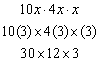 10x · 4x · x
10(3) × 4(3) × (3)
30 × 12 × 3